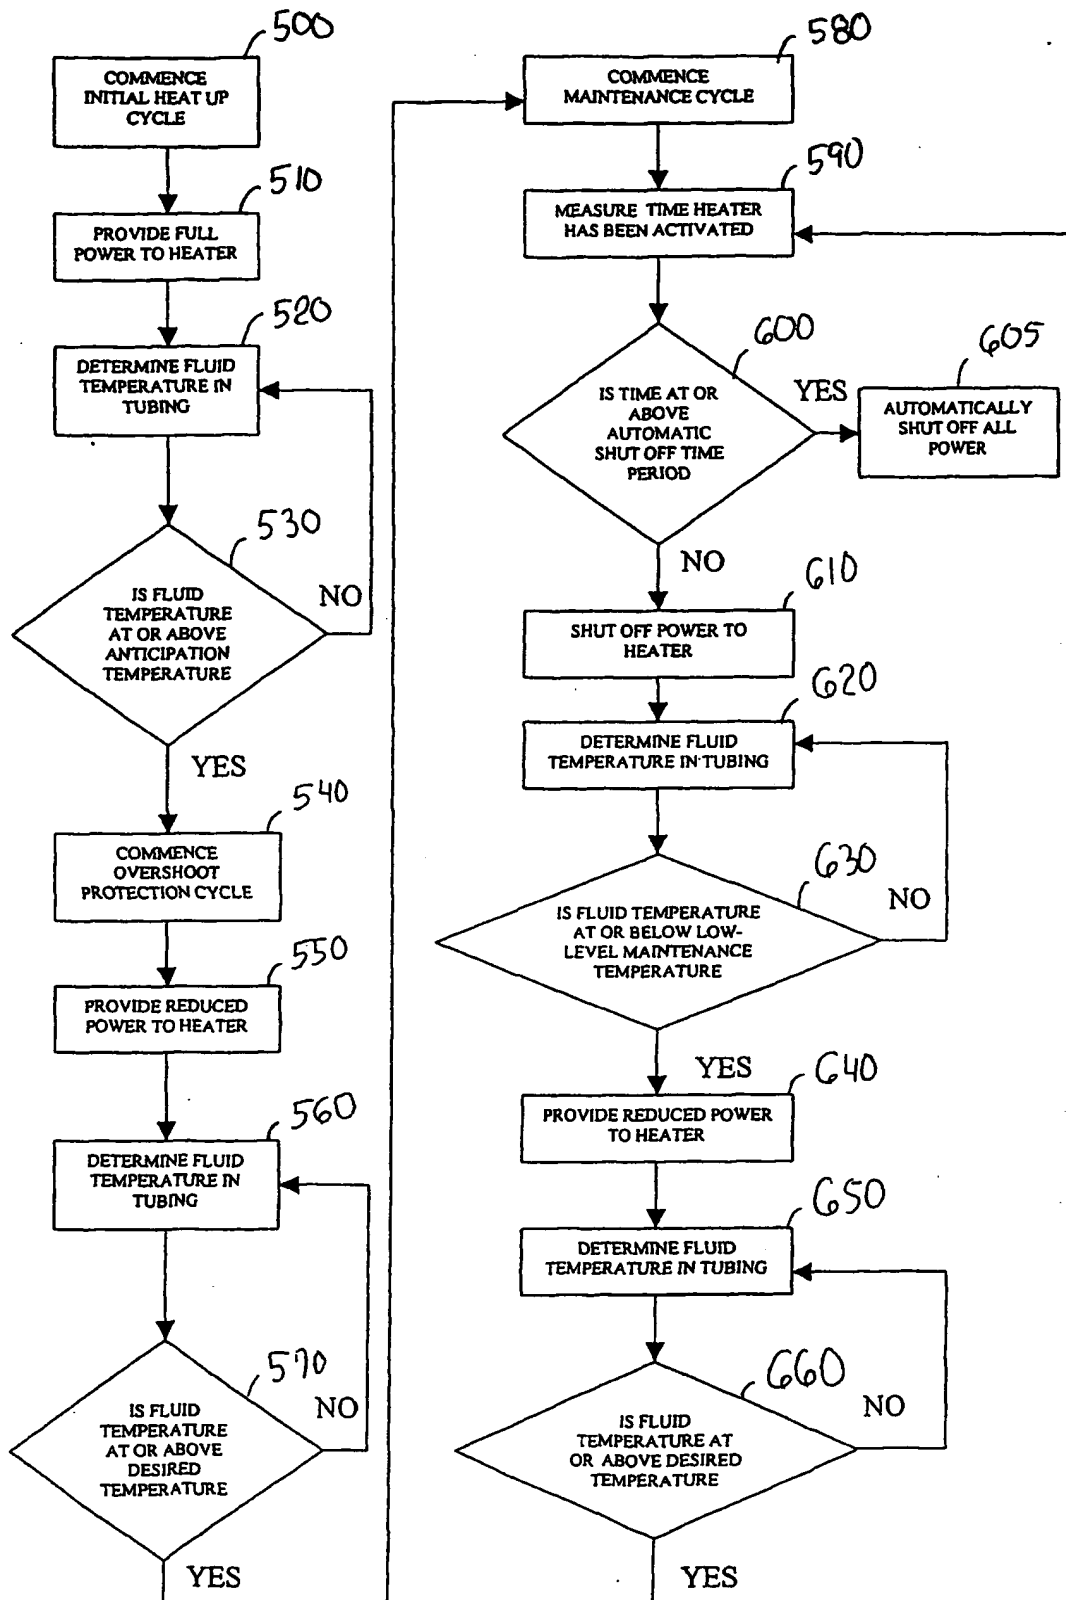 500
COMMENCE
INITIAL HEAT UP
CYCLE
510
PROVIDE FULL
POWER TO HEATER
520
DETERMINE FLUID
TEMPERATURE IN
TUBING
530
IS FLUID
TEMPERATURE
AT OR ABOVE
ANTICIPATION
TEMPERATURE
NO
YES
540
COMMENCE
OVERSHOOT
PROTECTION CYCLE
550
PROVIDE REDUCED
POWER TO HEATER
560
DETERMINE FLUID
TEMPERATURE IN
TUBING
570
IS FLUID
TEMPERATURE
AT OR ABOVE
DESIRED
TEMPERATURE
NO
YES
580
COMMENCE
MAINTENANCE CYCLE
590
MEASURE TIME HEATER
HAS BEEN ACTIVATED
600
IS TIME AT OR
ABOVE
AUTOMATIC
SHUT OFF TIME
PERIOD
YES
605
AUTOMATICALLY
SHUT OFF ALL
POWER
NO
610
SHUT OFF POWER TO
HEATER
620
DETERMINE FLUID
TEMPERATURE IN TUBING
630
IS FLUID TEMPERATURE
AT OR BELOW LOW-
LEVEL MAINTENANCE
TEMPERATURE
NO
YES
640
PROVIDE REDUCED POWER
TO HEATER
650
DETERMINE FLUID
TEMPERATURE IN TUBING
660
IS FLUID
TEMPERATURE AT
OR ABOVE DESIRED
TEMPERATURE
NO
YES